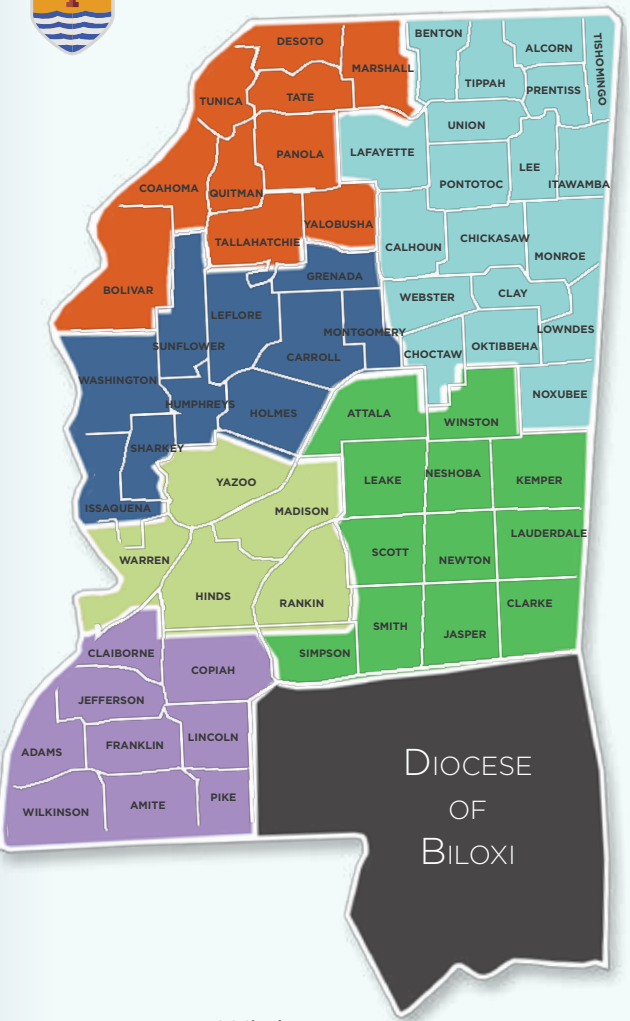 BENTON
DESOTO
ALCORN
TISHOMINGO
MARSHALL
TIPPAH
PRENTISS
TUNICA
TATE
UNION
PANOLA
LAFAYETTE
LEE
COAHOMA
QUITMAN
PONTOTOC
ITAWAMBA
YALOBUSHA
TALLAHATCHIE
CALHOUN
CHICKASAW
MONROE
GRENADA
BOLIVAR
WEBSTER
CLAY
LEFLORE
MONTGOMERY
LOWNDES
SUNFLOWER
CARROLL
CHOCTAW
OKTIBBEHA
WASHINGTON
HUMPHREYS
HOLMES
ATTALA
WINSTON
NOXUBEE
SHARKEY
YAZOO
LEAKE
NESHOBA
KEMPER
ISSAQUENA
MADISON
LAUDERDALE
WARREN
SCOTT
NEWTON
HINDS
RANKIN
CLARKE
SMITH
JASPER
CLAIBORNE
SIMPSON
COPIAH
JEFFERSON
ADAMS
FRANKLIN
LINCOLN
WILKINSON
AMITE
PIKE
DIOCESE
OF
BILOXI